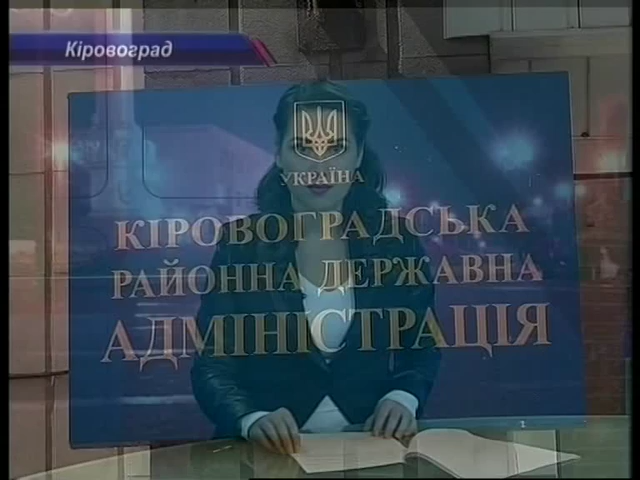 Кіровоград
УКРАЇНА
КІРОВОГРАДСЬКА
РАЙОННА ДЕРЖАВНА
АДМІНІСТРАЦІЯ